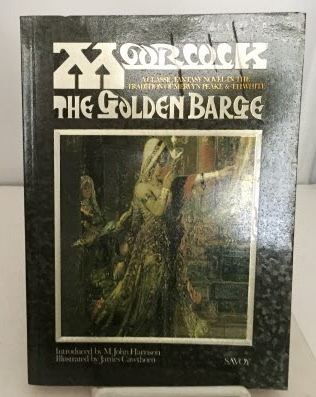 MOORCOCK
A CLASSIC FANTASY NOVEL IN THE
TRADITION OF MERVYN PEAKE & T.H.WHITE
THE GOLDEN BARGE
Introduced by M. John Harrison
Illustrated by James Cawthorn
SAVOY